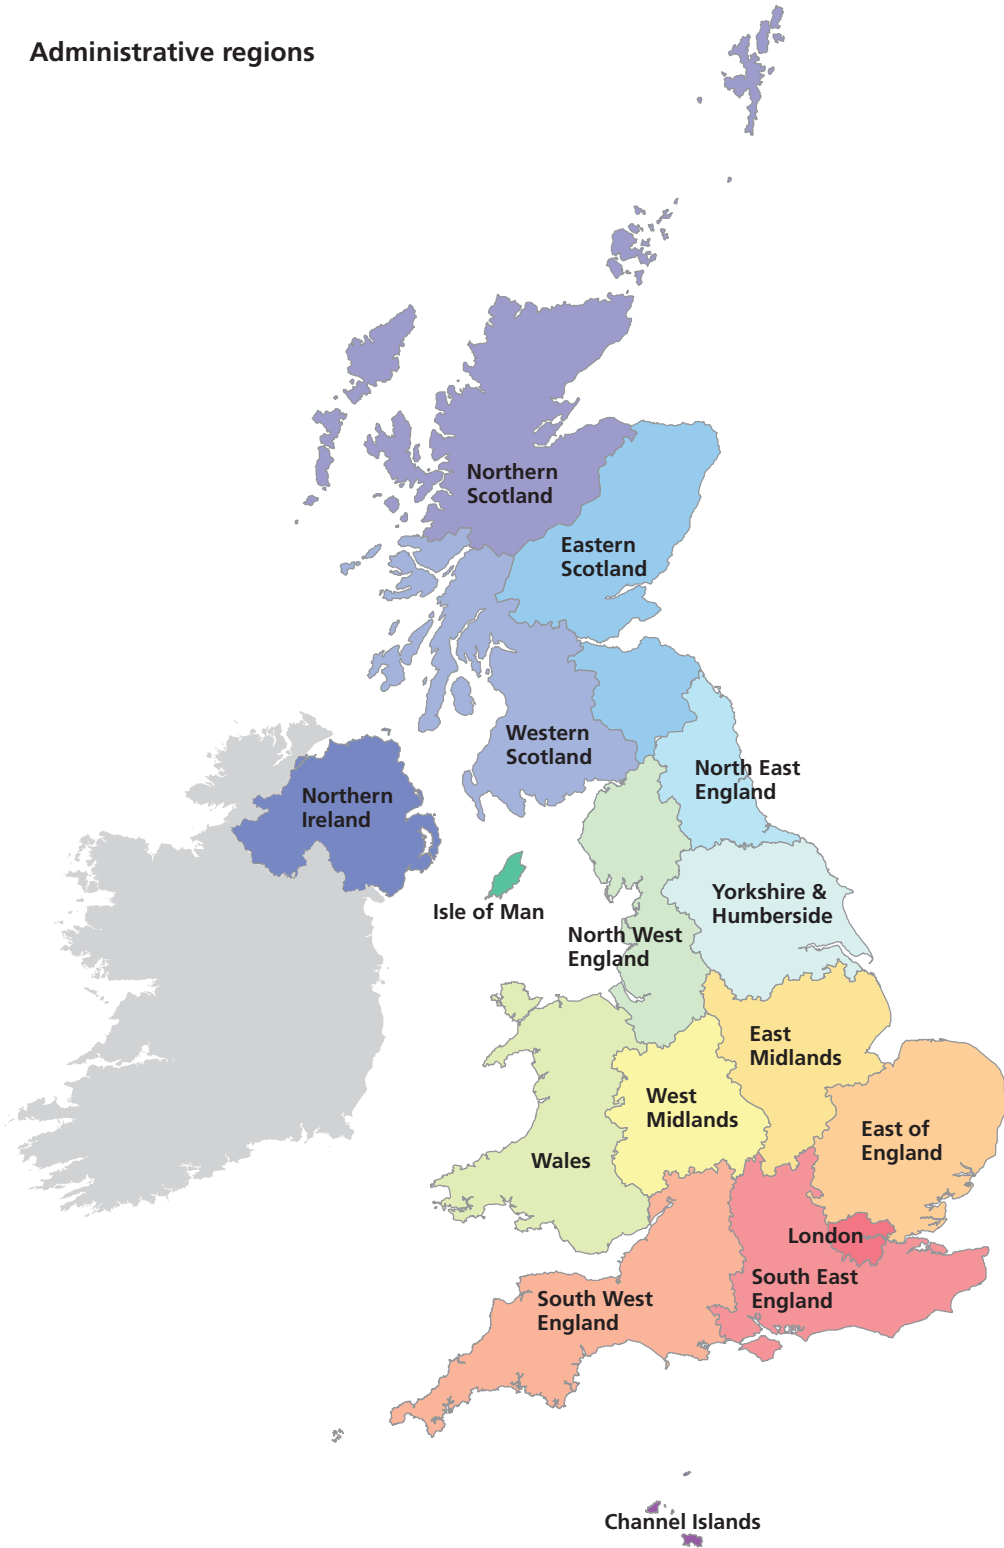 Administrative regions
Northern
Scotland
Eastern
Scotland
Western
Scotland
North East
England
Northern
Ireland
Isle of Man
Yorkshire &
Humberside
North West
England
East
Midlands
West
Midlands
East of
England
Wales
London
South East
England
South West
England
Channel Islands